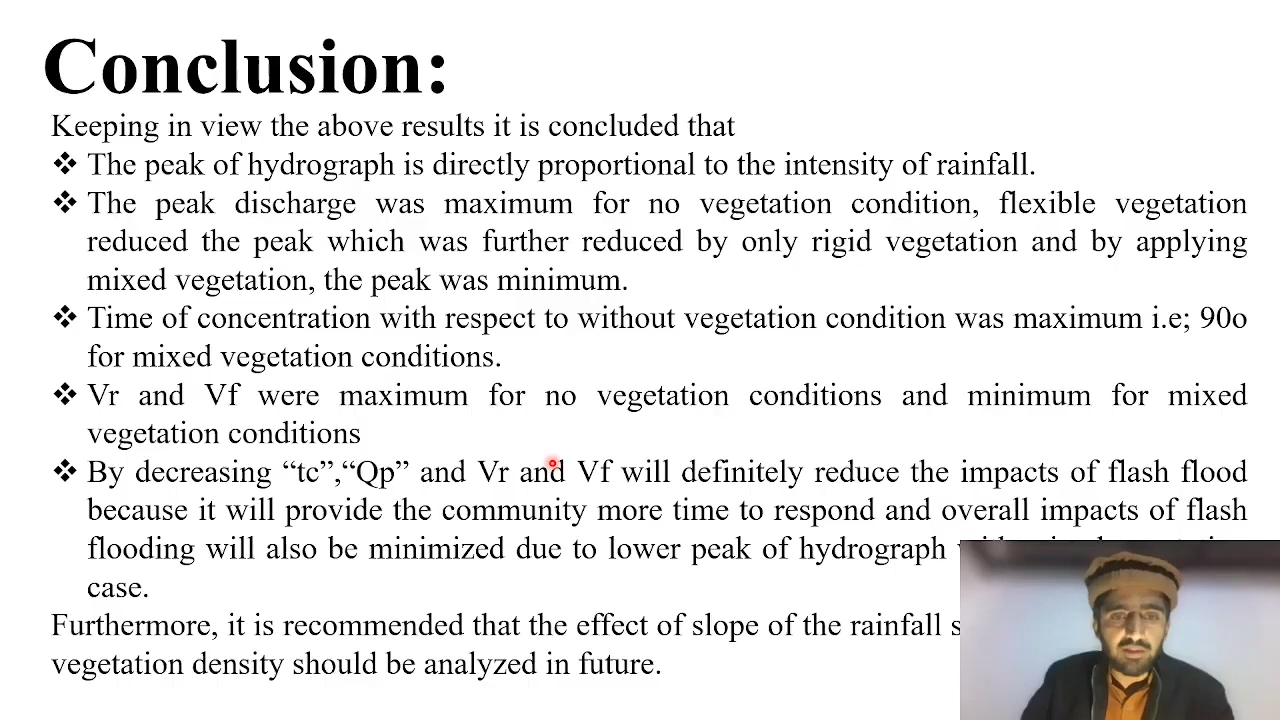 Conclusion:
Keeping in view the above results it is concluded that
❖ The peak of hydrograph is directly proportional to the intensity of rainfall.
❖ The peak discharge was maximum for no vegetation condition, flexible vegetation
reduced the peak which was further reduced by only rigid vegetation and by applying
mixed vegetation, the peak was minimum.
❖ Time of concentration with respect to without vegetation condition was maximum i.e; 90o
for mixed vegetation conditions.
❖ Vr and Vf were maximum for no vegetation conditions and minimum for mixed
vegetation conditions
❖ By decreasing “tc”,“Qp” and Vr and Vf will definitely reduce the impacts of flash flood
because it will provide the community more time to respond and overall impacts of flash
flooding will also be minimized due to lower peak of hydrograph
case.
Furthermore, it is recommended that the effect of slope of the rainfall
vegetation density should be analyzed in future.